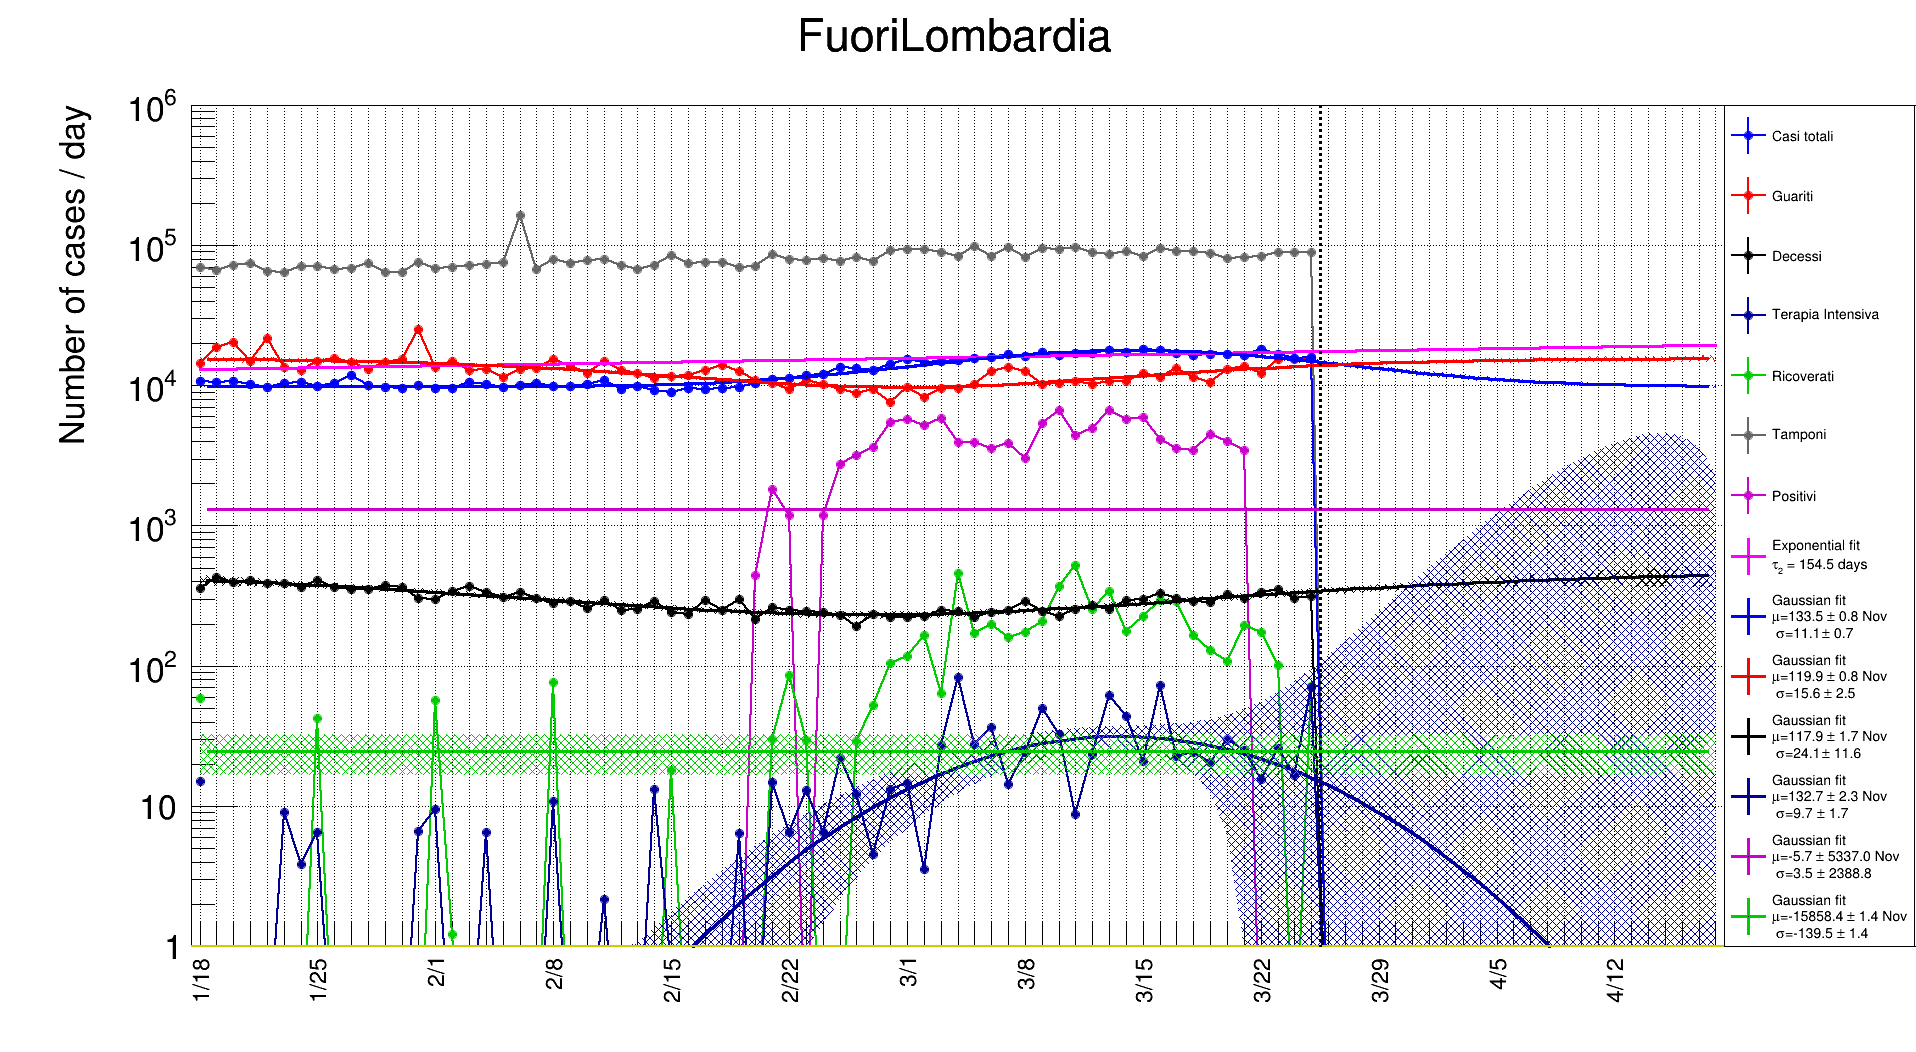 FuoriLombardia
Number of cases / day
10^6
10^5
10^4
10^3
10^2
10
1
1/18
1/25
2/1
2/8
2/15
2/22
3/1
3/8
3/15
3/22
3/29
4/5
4/12
Casi totali
Guariti
Decessi
Terapia Intensiva
Ricoverati
Tamponi
Positivi
Exponential fit
τ₂ = 154.5 days
Gaussian fit
μ=133.5 ± 0.8 Nov
σ=11.1 ± 0.7
Gaussian fit
μ=119.9 ± 0.8 Nov
σ=15.6 ± 2.5
Gaussian fit
μ=117.9 ± 1.7 Nov
σ=24.1 ± 11.6
Gaussian fit
μ=132.7 ± 2.3 Nov
σ=9.7 ± 1.7
Gaussian fit
μ=-5.7 ± 5337.0 Nov
σ=3.5 ± 2388.8
Gaussian fit
μ=-15858.4 ± 1.4 Nov
σ=-139.5 ± 1.4